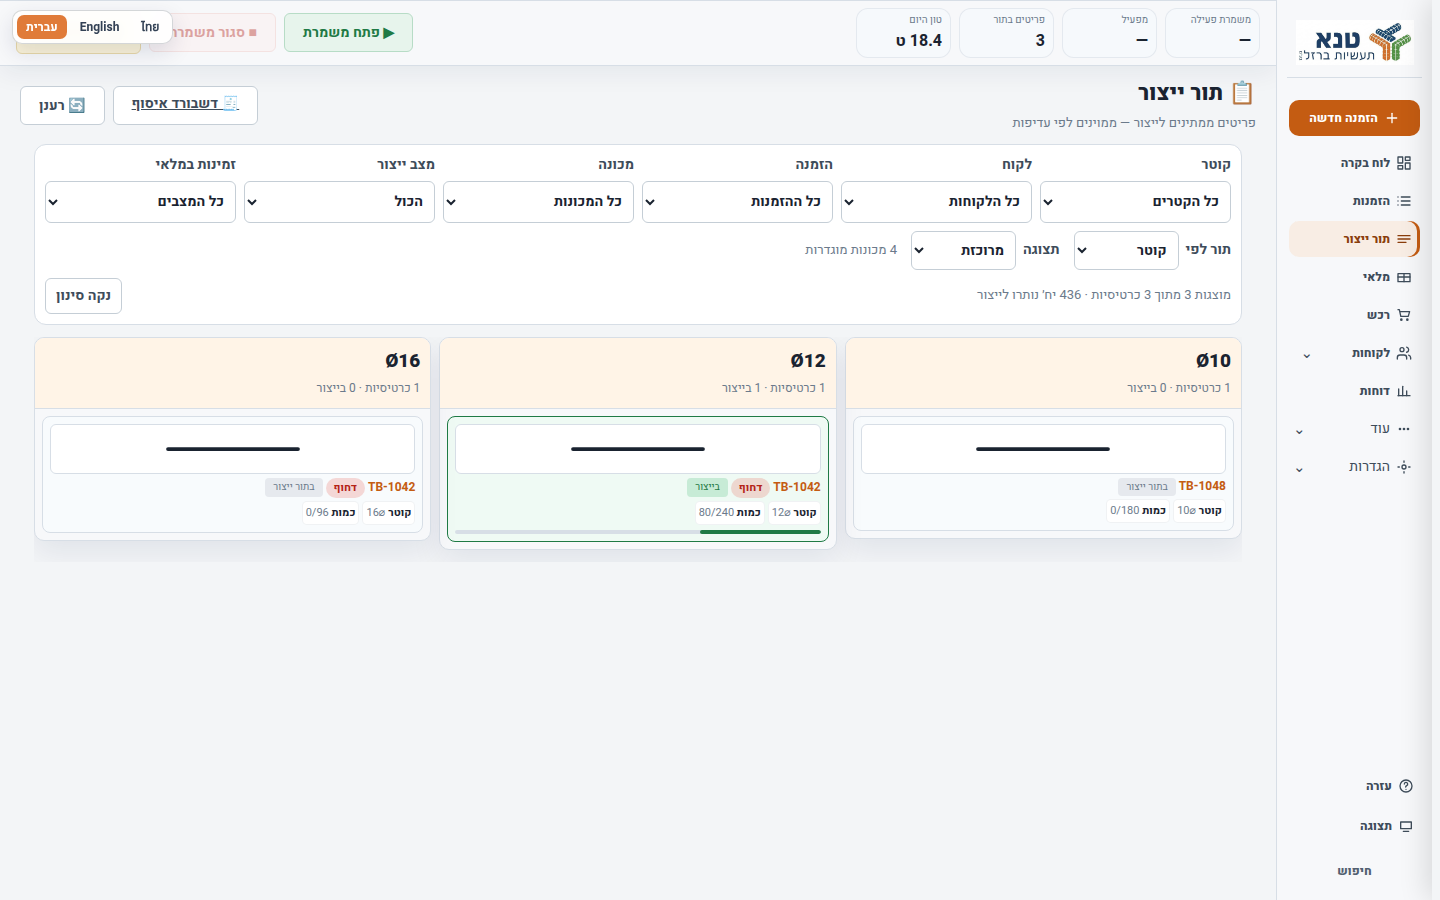 טנא
תעשיות ברזל
הזמנה חדשה
לוח בקרה
הזמנות
תור ייצור
מלאי
רכש
לקוחות
דוחות
עוד
הגדרות
עזרה
תצוגה
חיפוש
משמרת פעילה
—
מפעיל
—
פריטים בתור
3
טון היום
18.4 ט
▶ פתח משמרת
■ סגור משמרת
עברית English ไทย
📋 תור ייצור
פריטים ממתינים לייצור — ממוינים לפי עדיפות
🧾 דשבורד איסוף
🔄 רענן
קוטר לקוח הזמנה מכונה מצב ייצור זמינות במלאי
כל הקטרים כל הלקוחות כל ההזמנות כל המכונות הכול כל המצבים
תור לפי קוטר תצוגה מרוכזת 4 מכונות מוגדרות
מוצגות 3 מתוך 3 כרטיסיות · 436 יח' נותרו לייצור
נקה סינון
Ø10
1 כרטיסיות · 0 בייצור
TB-1048 בתור ייצור
קוטר ⌀10 כמות 0/180
Ø12
1 כרטיסיות · 1 בייצור
TB-1042 דחוף בייצור
קוטר ⌀12 כמות 80/240
Ø16
1 כרטיסיות · 0 בייצור
TB-1042 דחוף בתור ייצור
קוטר ⌀16 כמות 0/96